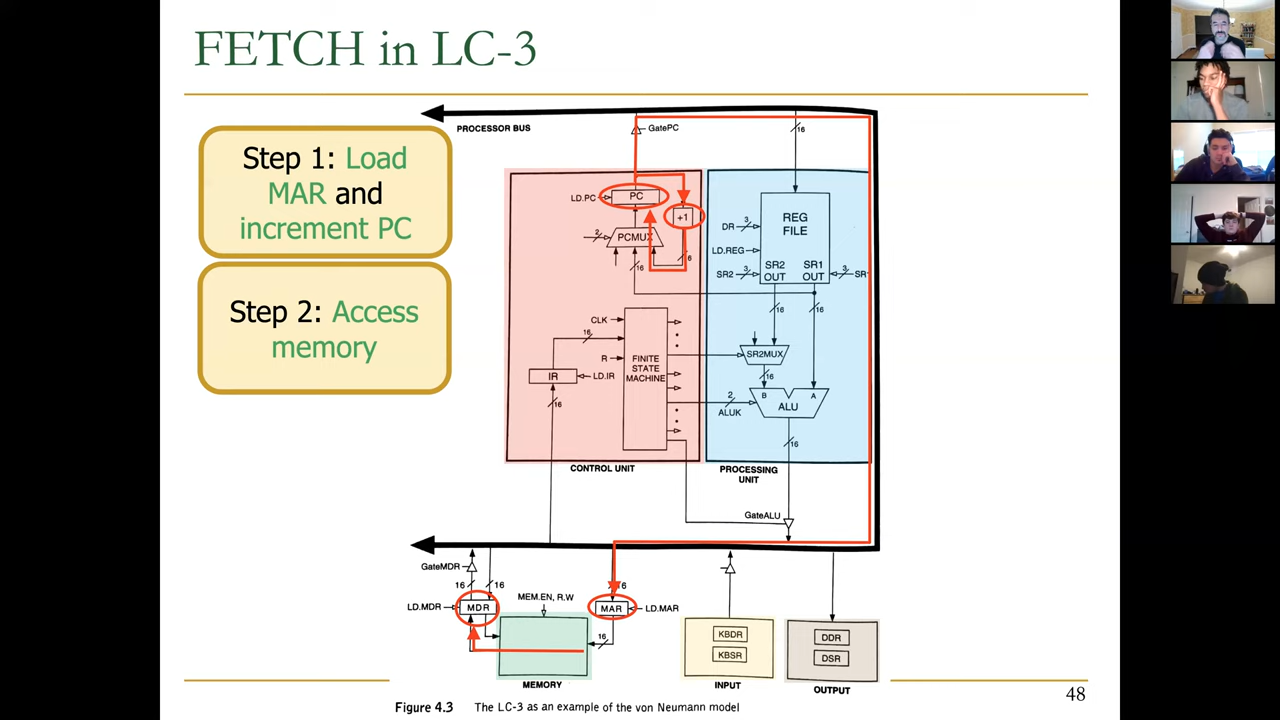 FETCH in LC-3
Step 1: Load
MAR and
increment PC
Step 2: Access
memory
PROCESSOR BUS
GatePC
16
LD.PC
PC
+1
2
PCMUX
16
6
REG
FILE
DR
3
LD.REG
SR2
3
SR2
OUT
SR1
OUT
3
SR
16
16
CLK
16
R
FINITE
STATE
MACHINE
IR
LD.IR
16
SR2MUX
16
B
A
ALU
2
ALUK
16
CONTROL UNIT
PROCESSING
UNIT
GateALU
GateMDR
16
16
6
MEM.EN, R.W
LD.MDR
MDR
MAR
LD.MAR
16
KBDR
KBSR
DDR
DSR
MEMORY
INPUT
OUTPUT
48
Figure 4.3 The LC-3 as an example of the von Neumann model